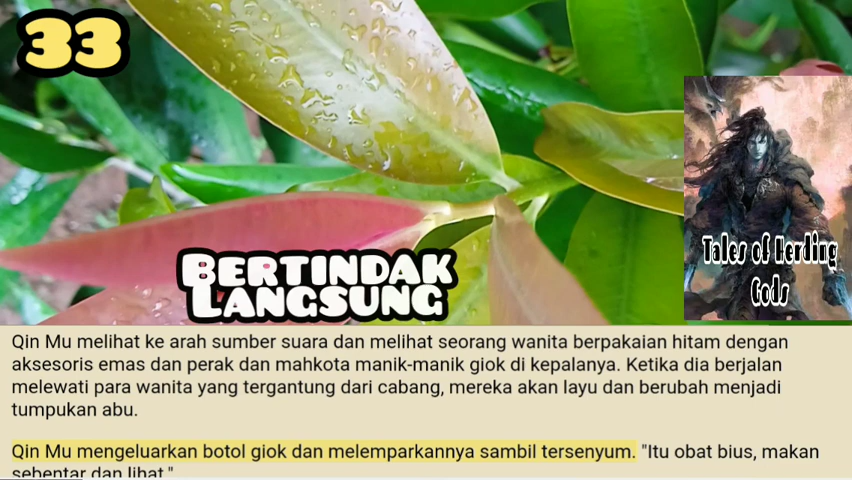 33
BERTINDAK
LANGSUNG
Tales of Herding
Gods
Qin Mu melihat ke arah sumber suara dan melihat seorang wanita berpakaian hitam dengan
aksesoris emas dan perak dan mahkota manik-manik giok di kepalanya. Ketika dia berjalan
melewati para wanita yang tergantung dari cabang, mereka akan layu dan berubah menjadi
tumpukan abu.
Qin Mu mengeluarkan botol giok dan melemparkannya sambil tersenyum. "Itu obat bius, makan
sebentar dan lihat."